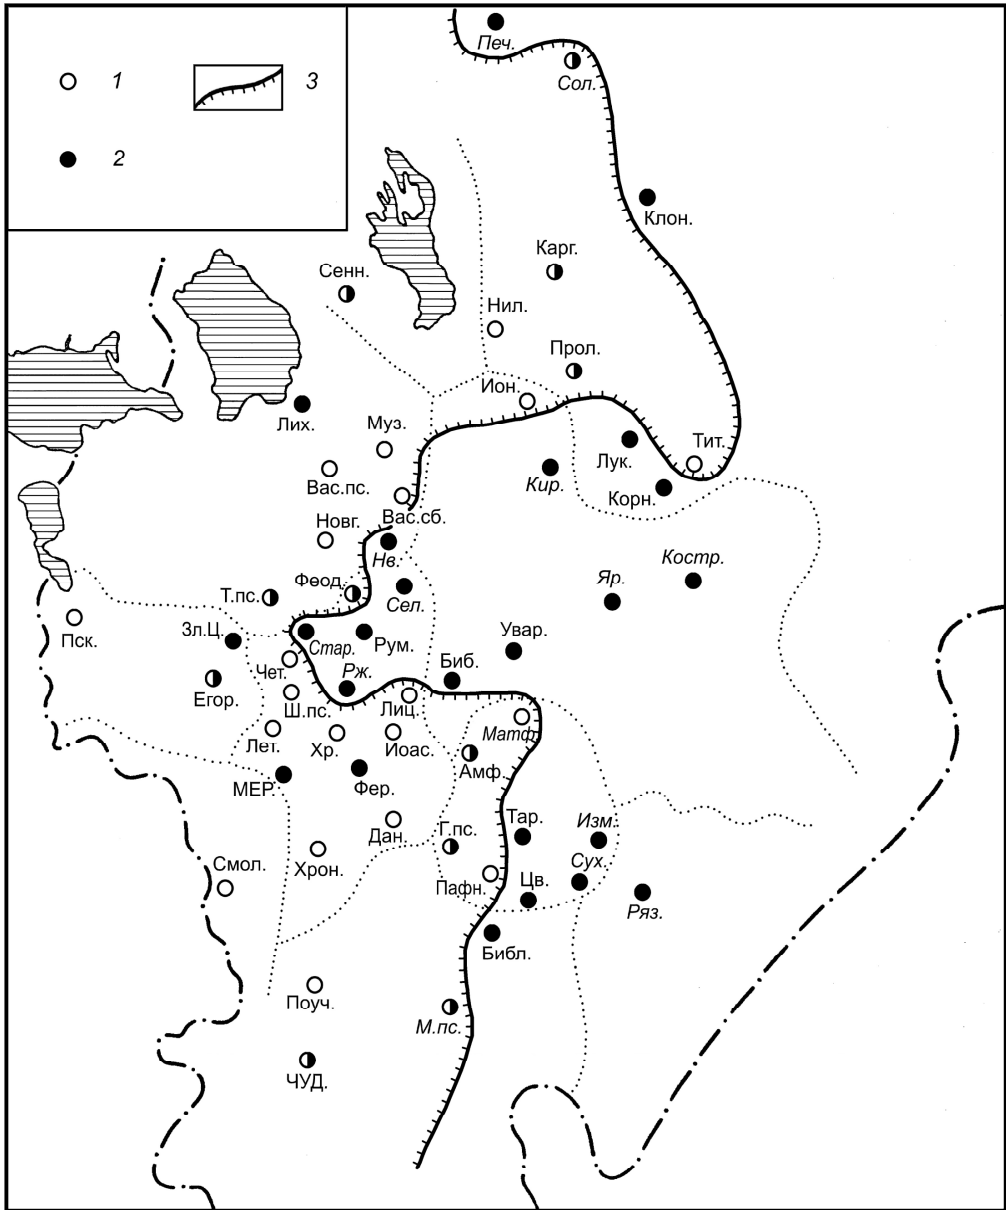 Печ.
Сол.
1
3
2
Клон.
Карг.
Сенн.
Нил.
Прол.
Ион.
Лих.
Муз.
Тит.
Лук.
Вас.пс.
Кир.
Корн.
Вас.сб.
Новг.
Нв.
Костр.
Феод.
Яр.
Т.пс.
Сел.
Пск.
Зл.Ц.
Стар.
Рум.
Увар.
Чет.
Рж.
Биб.
Егор.
Ш.пс.
Лиц.
Лет.
Хр.
Иоас.
Матф.
Амф.
МЕР.
Фер.
Тар.
Изм.
Дан.
Г.пс.
Смол.
Хрон.
Сух.
Пафн.
Цв.
Ряз.
Библ.
Поуч.
М.пс.
ЧУД.